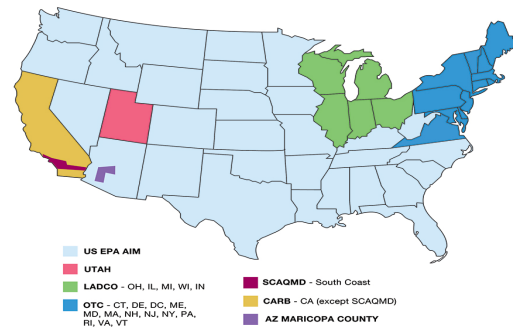 US EPA AIM
UTAH
LADCO - OH, IL, MI, WI, IN
OTC - CT, DE, DC, ME,
MD, MA, NH, NJ, NY, PA,
RI, VA, VT
SCAQMD - South Coast
CARB - CA (except SCAQMD)
AZ MARICOPA COUNTY